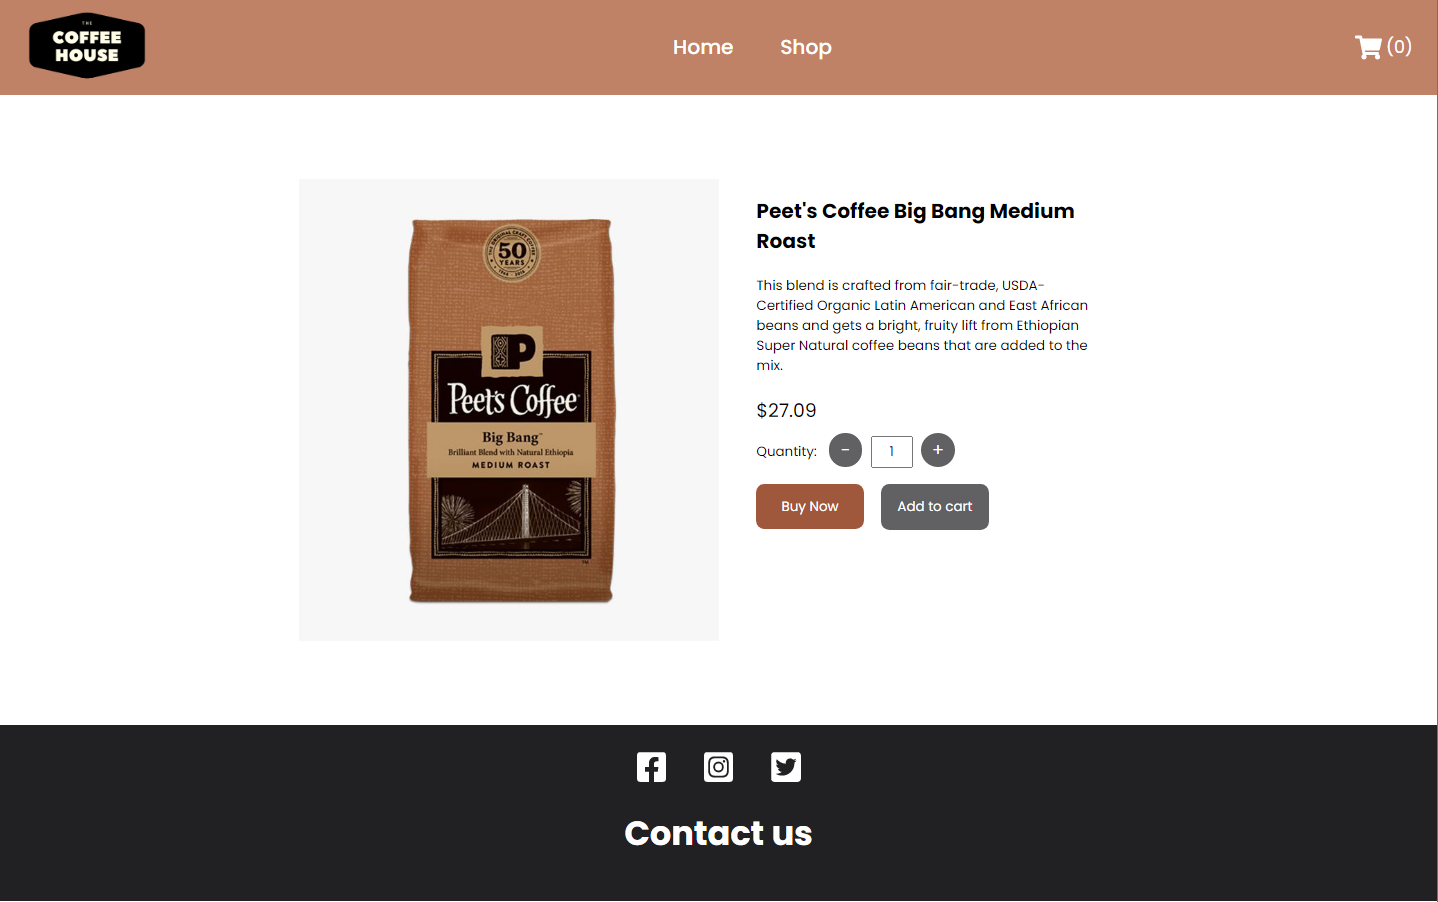 THE
COFFEE
HOUSE
Home
Shop
(0)
50
YEARS
P
Peet's Coffee
Big Bang™
Brilliant Blend with Natural Ethiopia
MEDIUM ROAST
Peet's Coffee Big Bang Medium
Roast
This blend is crafted from fair-trade, USDA-
Certified Organic Latin American and East African
beans and gets a bright, fruity lift from Ethiopian
Super Natural coffee beans that are added to the
mix.
$27.09
Quantity: - 1 +
Buy Now
Add to cart
Contact us